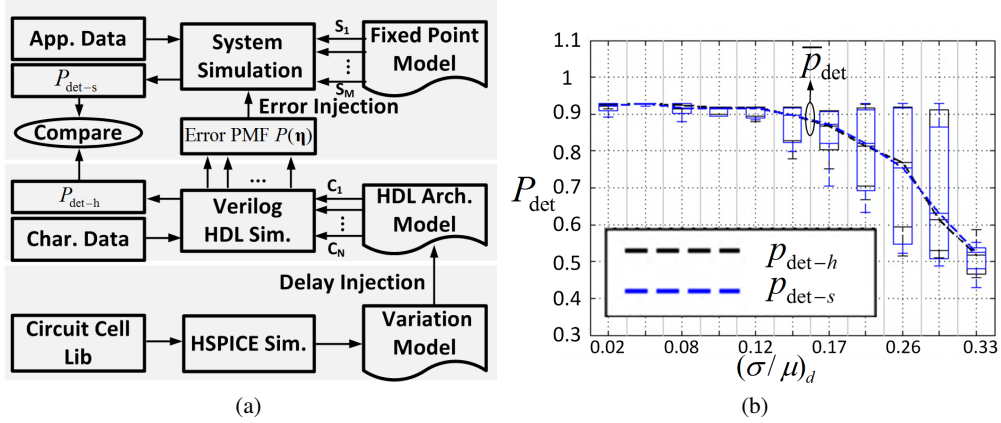 App. Data
System
Simulation
S1
⋮
SM
Fixed Point
Model
Pdet−s
Error Injection
Compare
Error PMF P(η)
...
Pdet−h
Char. Data
Verilog
HDL Sim.
C1
⋮
CN
HDL Arch.
Model
Delay Injection
Circuit Cell
Lib
HSPICE Sim.
Variation
Model
(a)
1.1
1
0.9
0.8
0.7
0.6
0.5
0.4
0.3
Pdet
p̅det
pdet−h
pdet−s
0.02 0.08 0.12 0.17 0.26 0.33
(σ/μ)d
(b)